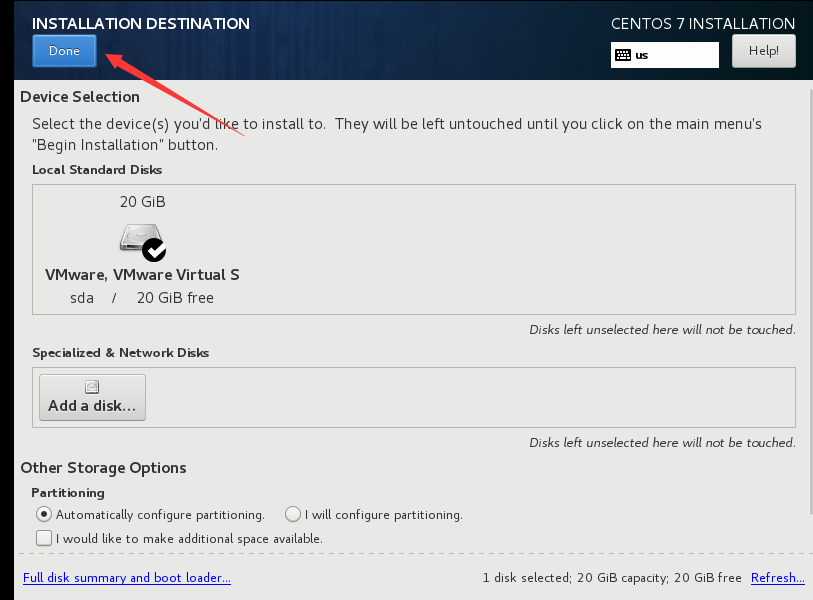 INSTALLATION DESTINATION
CENTOS 7 INSTALLATION
Done
us
Help!
Device Selection
Select the device(s) you'd like to install to.  They will be left untouched until you click on the main menu's
"Begin Installation" button.
Local Standard Disks
20 GiB
VMware, VMware Virtual S
sda / 20 GiB free
Disks left unselected here will not be touched.
Specialized & Network Disks
Add a disk...
Disks left unselected here will not be touched.
Other Storage Options
Partitioning
Automatically configure partitioning. I will configure partitioning.
I would like to make additional space available.
Full disk summary and boot loader... 1 disk selected; 20 GiB capacity; 20 GiB free Refresh...